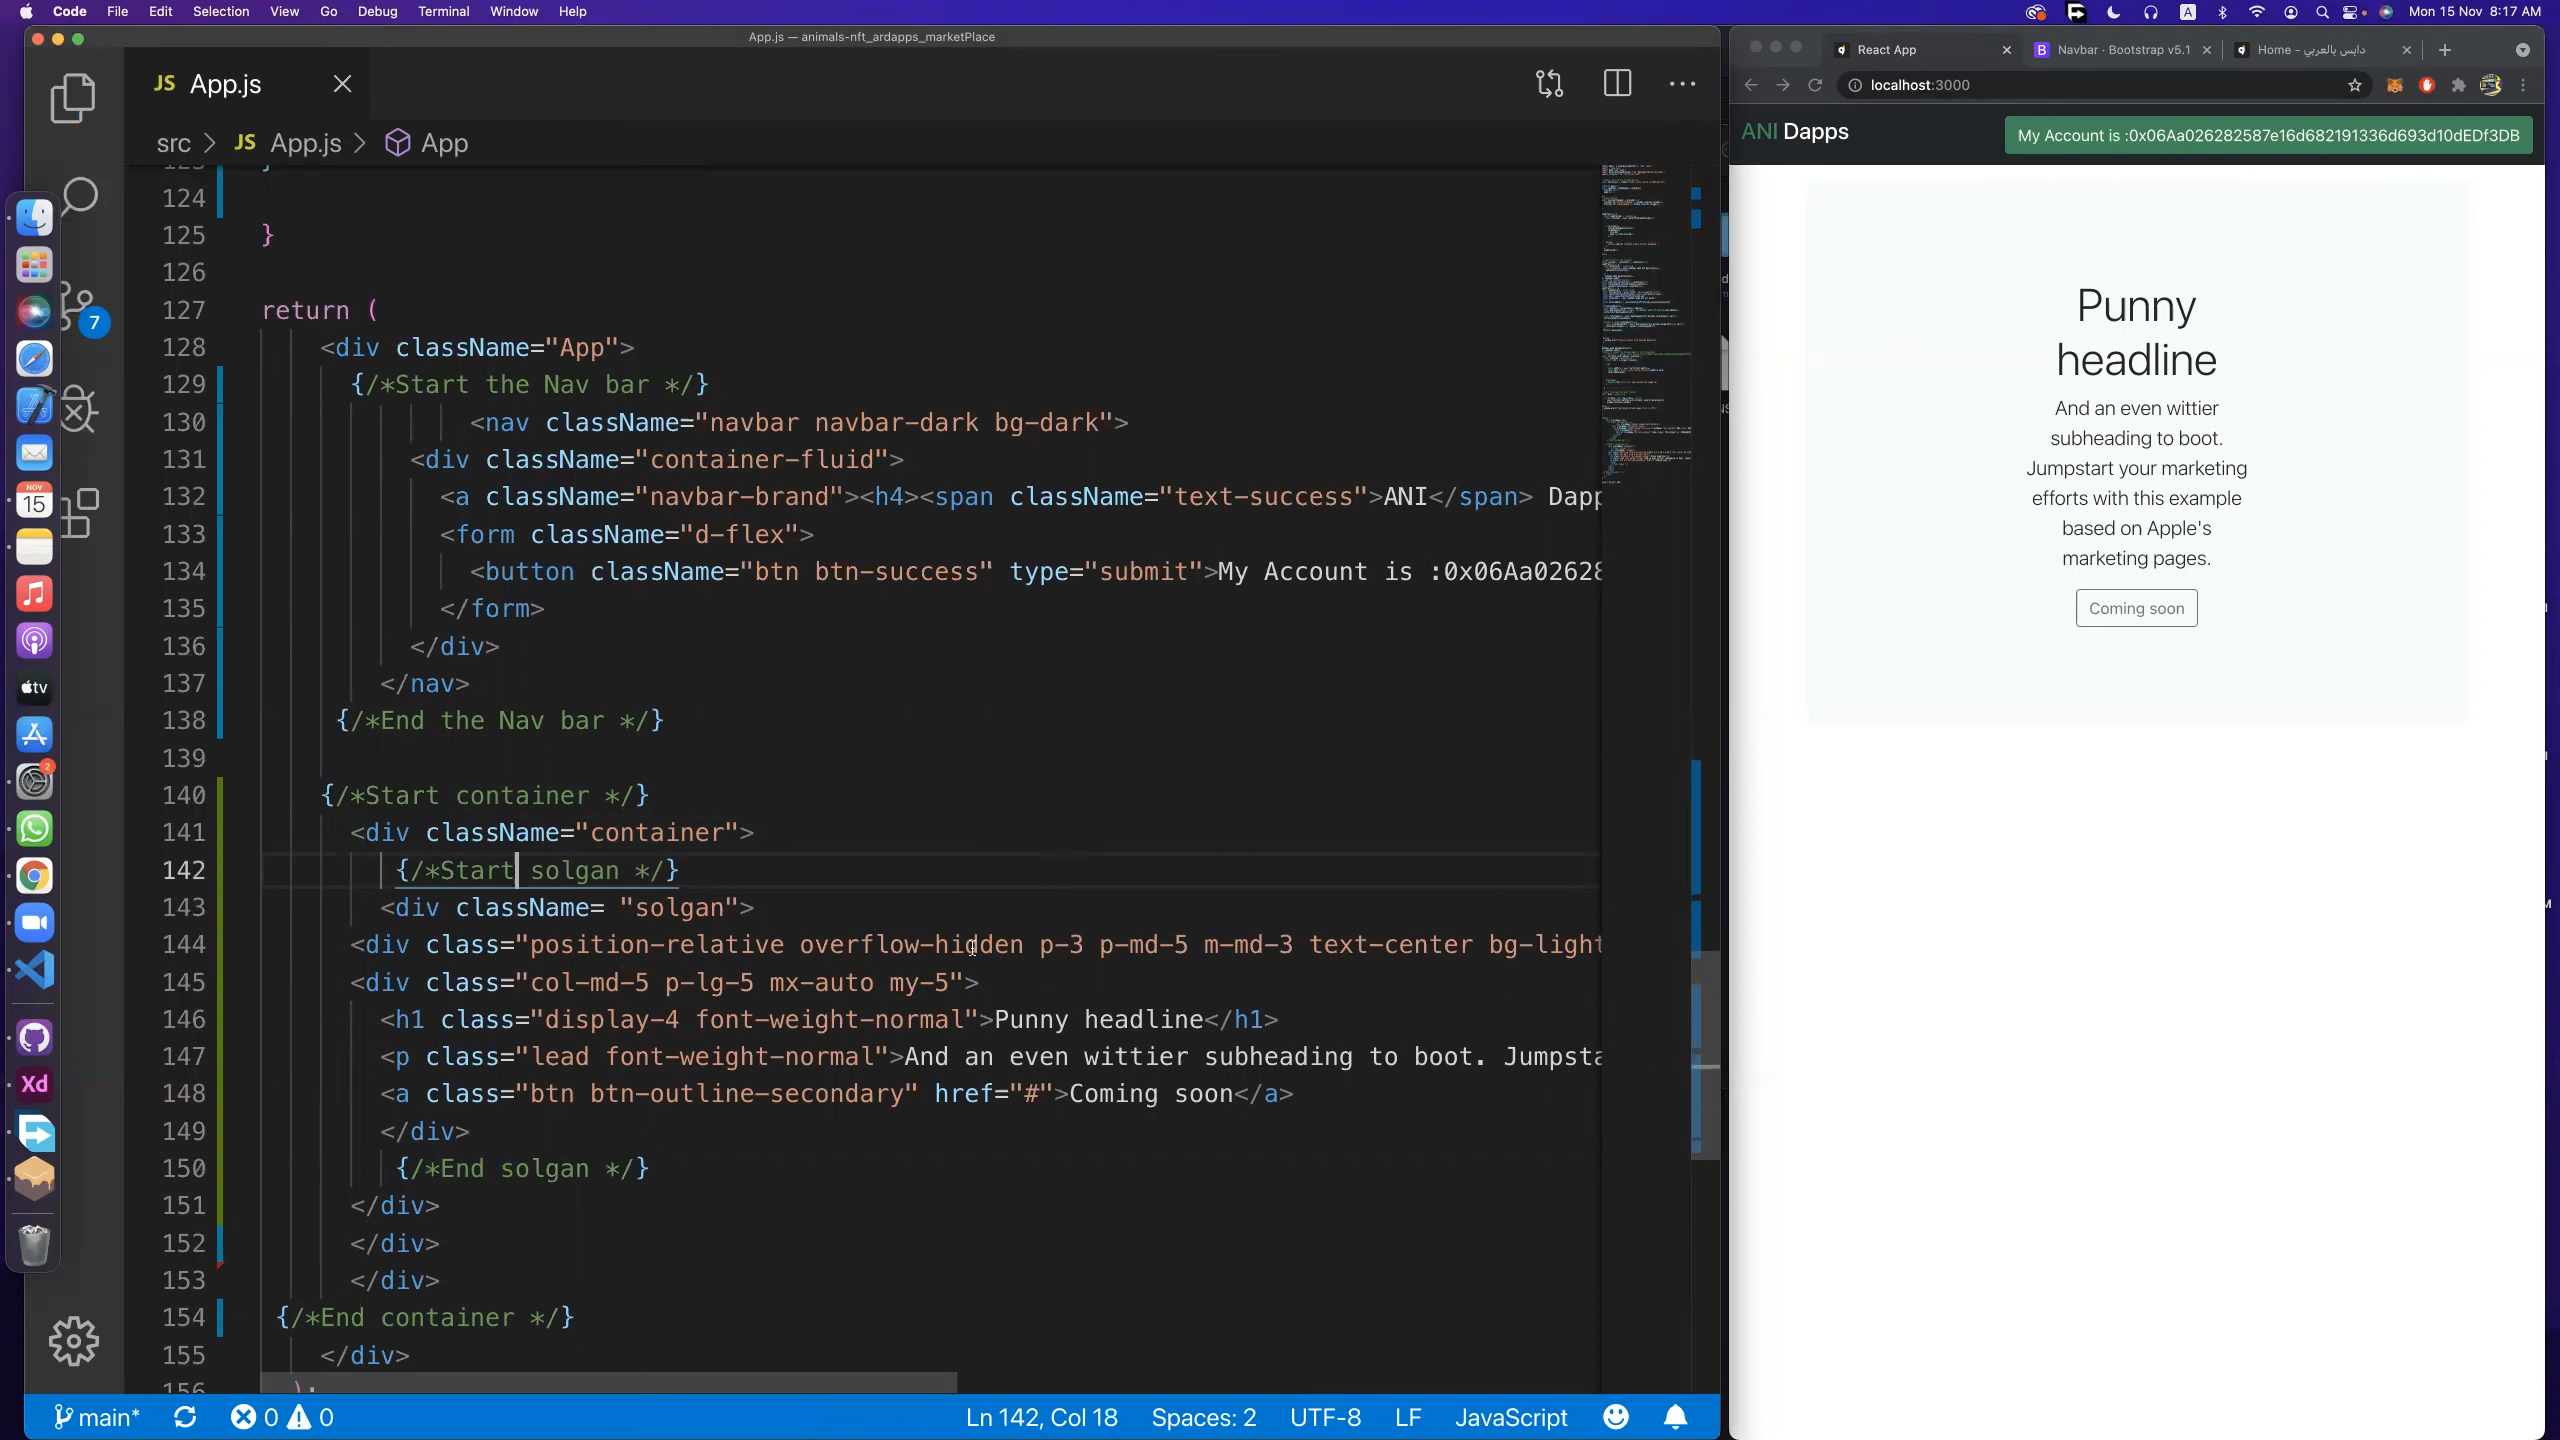 Code File Edit Selection View Go Debug Terminal Window Help
A Mon 15 Nov 8:17 AM
App.js — animals-nft_ardapps_marketPlace
JS App.js
src > JS App.js > App
124
125 }
126
127 return (
128 <div className="App">
129 {/*Start the Nav bar */}
130 <nav className="navbar navbar-dark bg-dark">
131 <div className="container-fluid">
132 <a className="navbar-brand"><h4><span className="text-success">ANI</span> Dapp
133 <form className="d-flex">
134 <button className="btn btn-success" type="submit">My Account is :0x06Aa02628
135 </form>
136 </div>
137 </nav>
138 {/*End the Nav bar */}
139
140 {/*Start container */}
141 <div className="container">
142 {/*Start solgan */}
143 <div className= "solgan">
144 <div class="position-relative overflow-hidden p-3 p-md-5 m-md-3 text-center bg-light
145 <div class="col-md-5 p-lg-5 mx-auto my-5">
146 <h1 class="display-4 font-weight-normal">Punny headline</h1>
147 <p class="lead font-weight-normal">And an even wittier subheading to boot. Jumpsta
148 <a class="btn btn-outline-secondary" href="#">Coming soon</a>
149 </div>
150 {/*End solgan */}
151 </div>
152 </div>
153 </div>
154 {/*End container */}
155 </div>
156 );
7
NOV
15
tv
2
Xd
main* 0 0 Ln 142, Col 18 Spaces: 2 UTF-8 LF JavaScript
React App
B Navbar · Bootstrap v5.1
Home - دابس بالعربي
localhost:3000
ANI Dapps
My Account is :0x06Aa026282587e16d682191336d693d10dEDf3DB
Punny
headline
And an even wittier
subheading to boot.
Jumpstart your marketing
efforts with this example
based on Apple's
marketing pages.
Coming soon